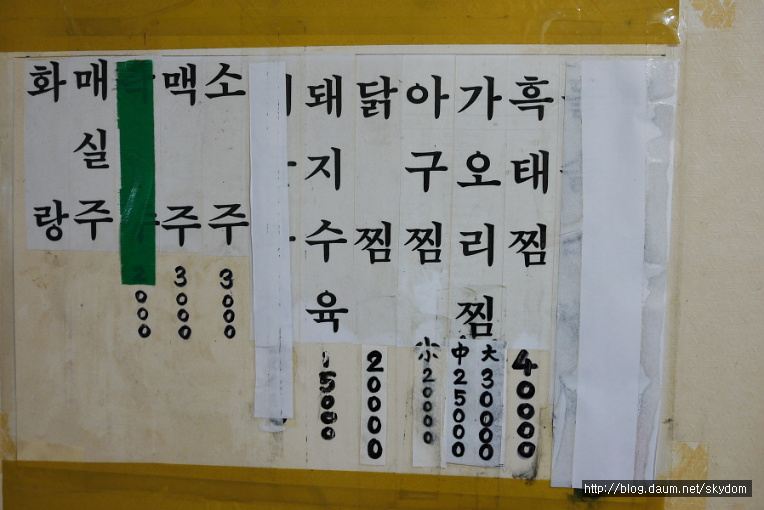 흑태찜 40000
가오리찜
大 30000
中 25000
小 20000
아구찜
닭찜 20000
돼지수육 15000
소주 3000
맥주 3000
2000
매실주
화랑
http://blog.daum.net/skydom